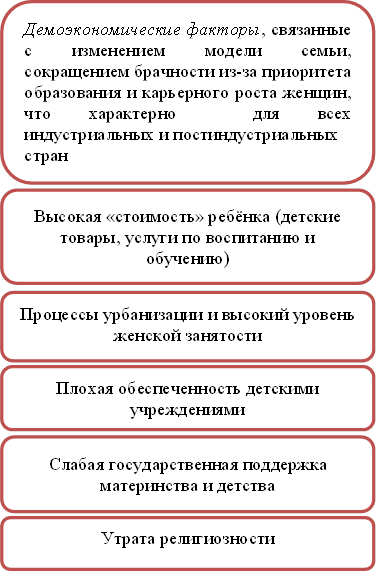 Демоэкономические факторы, связанные
с изменением модели семьи,
сокращением брачности из-за приоритета
образования и карьерного роста женщин,
что характерно для всех
индустриальных и постиндустриальных
стран
Высокая «стоимость» ребёнка (детские
товары, услуги по воспитанию и
обучению)
Процессы урбанизации и высокий уровень
женской занятости
Плохая обеспеченность детскими
учреждениями
Слабая государственная поддержка
материнства и детства
Утрата религиозности